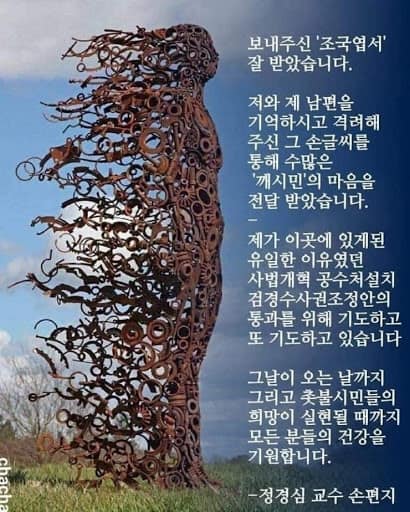 보내주신 '조국엽서'
잘 받았습니다.
저와 제 남편을
기억하시고 격려해
주신 그 손글씨를
통해 수많은
'깨시민'의 마음을
전달 받았습니다.
–
제가 이곳에 있게된
유일한 이유였던
사법개혁 공수처설치
검경수사권조정안의
통과를 위해 기도하고
또 기도하고 있습니다
그날이 오는 날까지
그리고 촛불시민들의
희망이 실현될 때까지
모든 분들의 건강을
기원합니다.
-정경심 교수 손편지
chacha